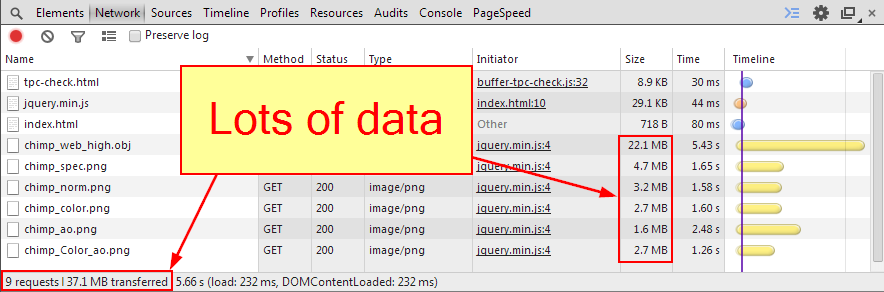 Elements Network Sources Timeline Profiles Resources Audits Console PageSpeed
Preserve log
Name Method Status Type Initiator Size Time Timeline
tpc-check.html buffer-tpc-check.js:32 8.9 KB 30 ms
jquery.min.js index.html:10 29.1 KB 44 ms
index.html Other 718 B 80 ms
chimp_web_high.obj jquery.min.js:4 22.1 MB 5.43 s
chimp_spec.png jquery.min.js:4 4.7 MB 1.65 s
chimp_norm.png GET 200 image/png jquery.min.js:4 3.2 MB 1.58 s
chimp_color.png GET 200 image/png jquery.min.js:4 2.7 MB 1.60 s
chimp_ao.png GET 200 image/png jquery.min.js:4 1.6 MB 2.48 s
chimp_Color_ao.png GET 200 image/png jquery.min.js:4 2.7 MB 1.26 s
Lots of data
9 requests | 37.1 MB transferred 5.66 s (load: 232 ms, DOMContentLoaded: 232 ms)